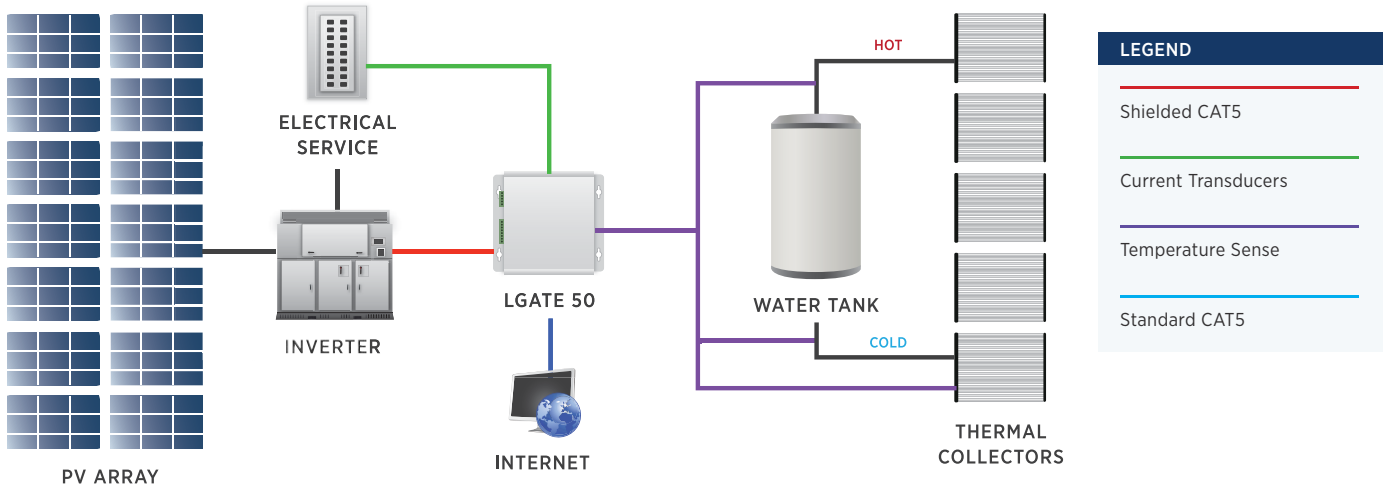 HOT
LEGEND
Shielded CAT5
ELECTRICAL
SERVICE
Current Transducers
Temperature Sense
LGATE 50
WATER TANK
Standard CAT5
INVERTER
COLD
THERMAL
COLLECTORS
INTERNET
PV ARRAY